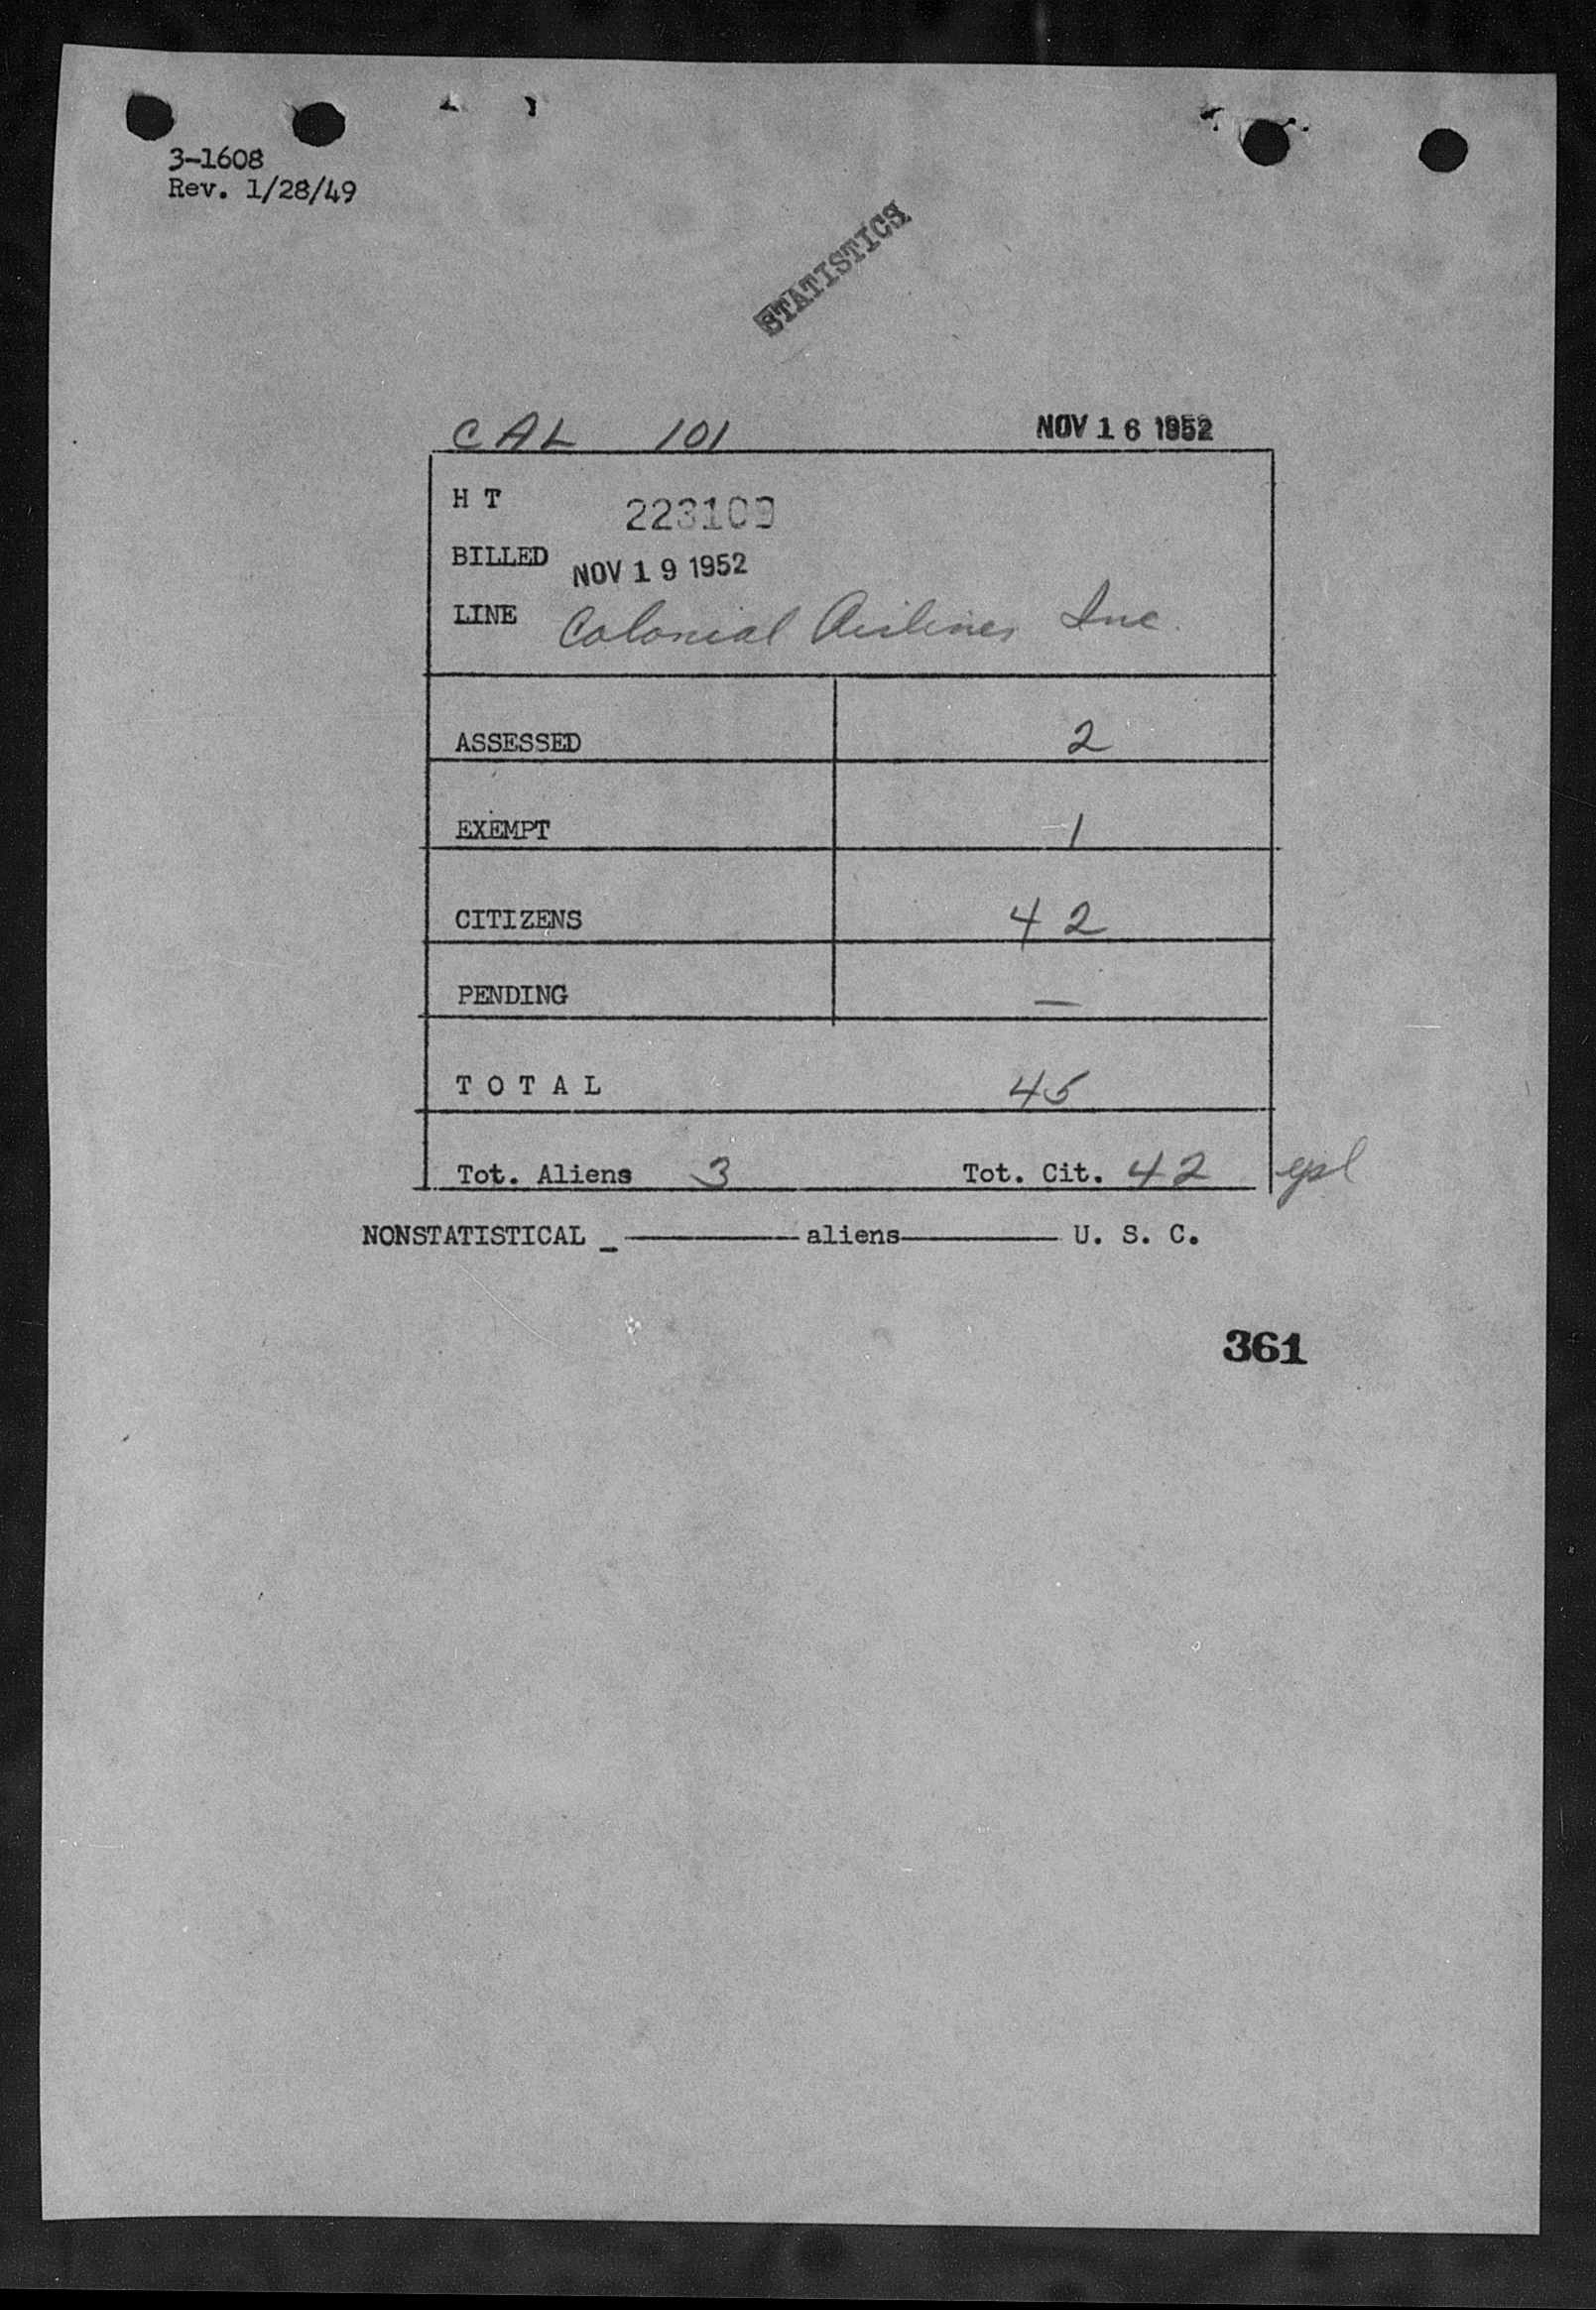 3-1608
Rev. 1/28/49
STATISTICS
CAL 101 NOV 16 1952
H T 223109
BILLED NOV 19 1952
LINE Colonial Airlines Inc.
ASSESSED 2
EXEMPT 1
CITIZENS 42
PENDING —
T O T A L 45
Tot. Aliens 3 Tot. Cit. 42
NONSTATISTICAL _ ———— aliens ———— U. S. C.
361